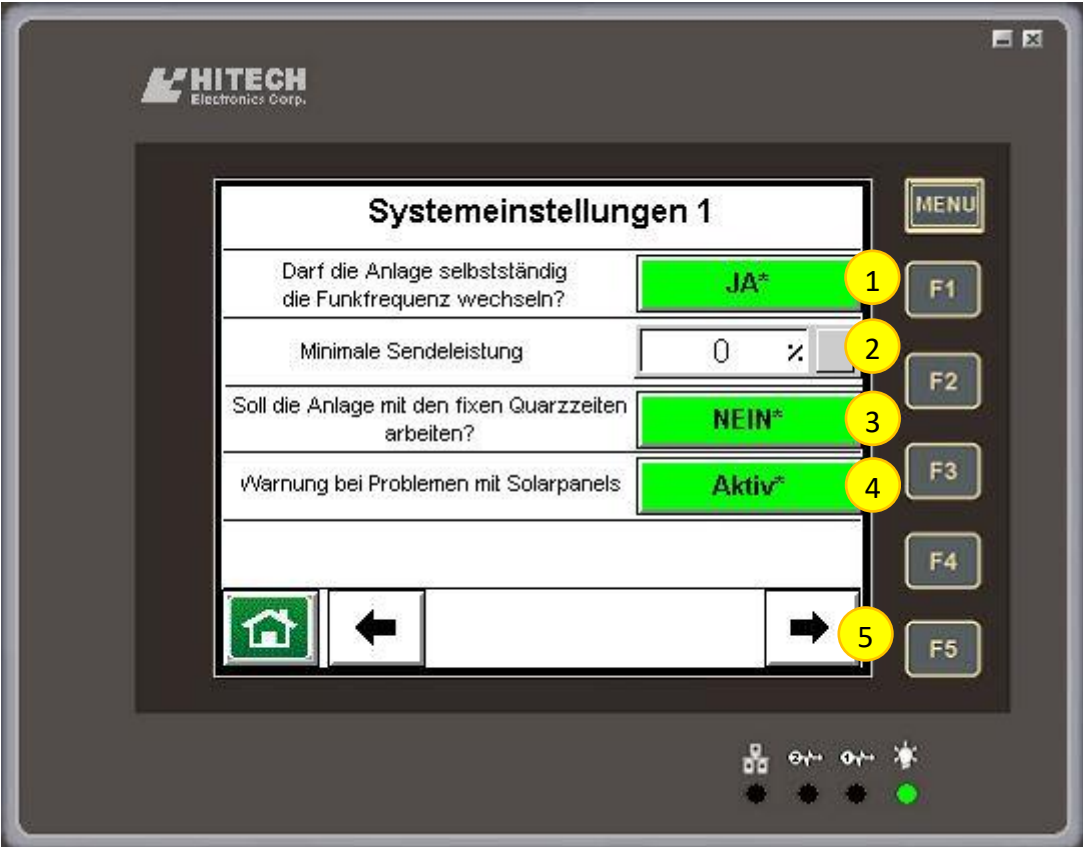 HITECH
Electronics Corp.
Systemeinstellungen 1
MENU
Darf die Anlage selbstständig
die Funkfrequenz wechseln?
JA*
1
F1
Minimale Sendeleistung
0 %
2
F2
Soll die Anlage mit den fixen Quarzzeiten
arbeiten?
NEIN*
3
Warnung bei Problemen mit Solarpanels
Aktiv*
4
F3
F4
5
F5
2
1